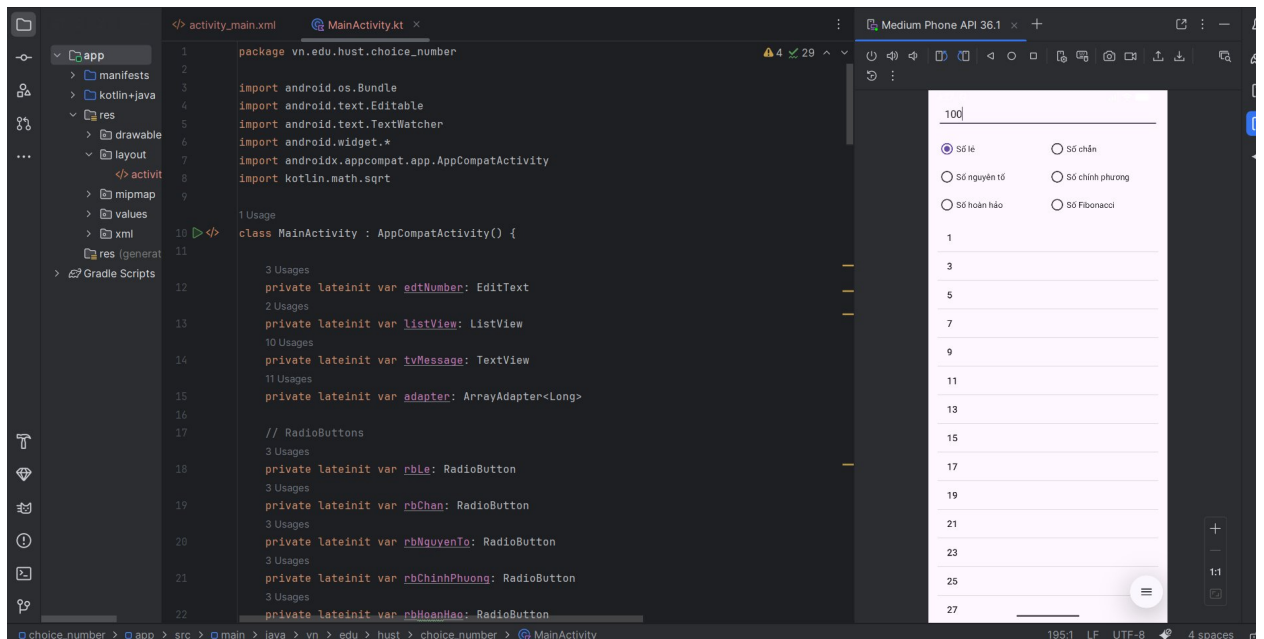 activity_main.xml
MainActivity.kt
Medium Phone API 36.1
app
manifests
kotlin+java
res
drawable
layout
activit
mipmap
values
xml
res (generat
Gradle Scripts
4 29
1 package vn.edu.hust.choice_number
2
3 import android.os.Bundle
4 import android.text.Editable
5 import android.text.TextWatcher
6 import android.widget.*
7 import androidx.appcompat.app.AppCompatActivity
8 import kotlin.math.sqrt
9
1 Usage
10 class MainActivity : AppCompatActivity() {
11
3 Usages
12 private lateinit var edtNumber: EditText
2 Usages
13 private lateinit var listView: ListView
10 Usages
14 private lateinit var tvMessage: TextView
11 Usages
15 private lateinit var adapter: ArrayAdapter<Long>
16
17 // RadioButtons
3 Usages
18 private lateinit var rbLe: RadioButton
3 Usages
19 private lateinit var rbChan: RadioButton
3 Usages
20 private lateinit var rbNguyenTo: RadioButton
3 Usages
21 private lateinit var rbChinhPhuong: RadioButton
3 Usages
22 private lateinit var rbHoanHao: RadioButton
100
Số lẻ Số chẵn
Số nguyên tố Số chính phương
Số hoàn hảo Số Fibonacci
1
3
5
7
9
11
13
15
17
19
21
23
25
27
1:1
choice_number > app > src > main > java > vn > edu > hust > choice_number > MainActivity
195:1 LF UTF-8 4 spaces